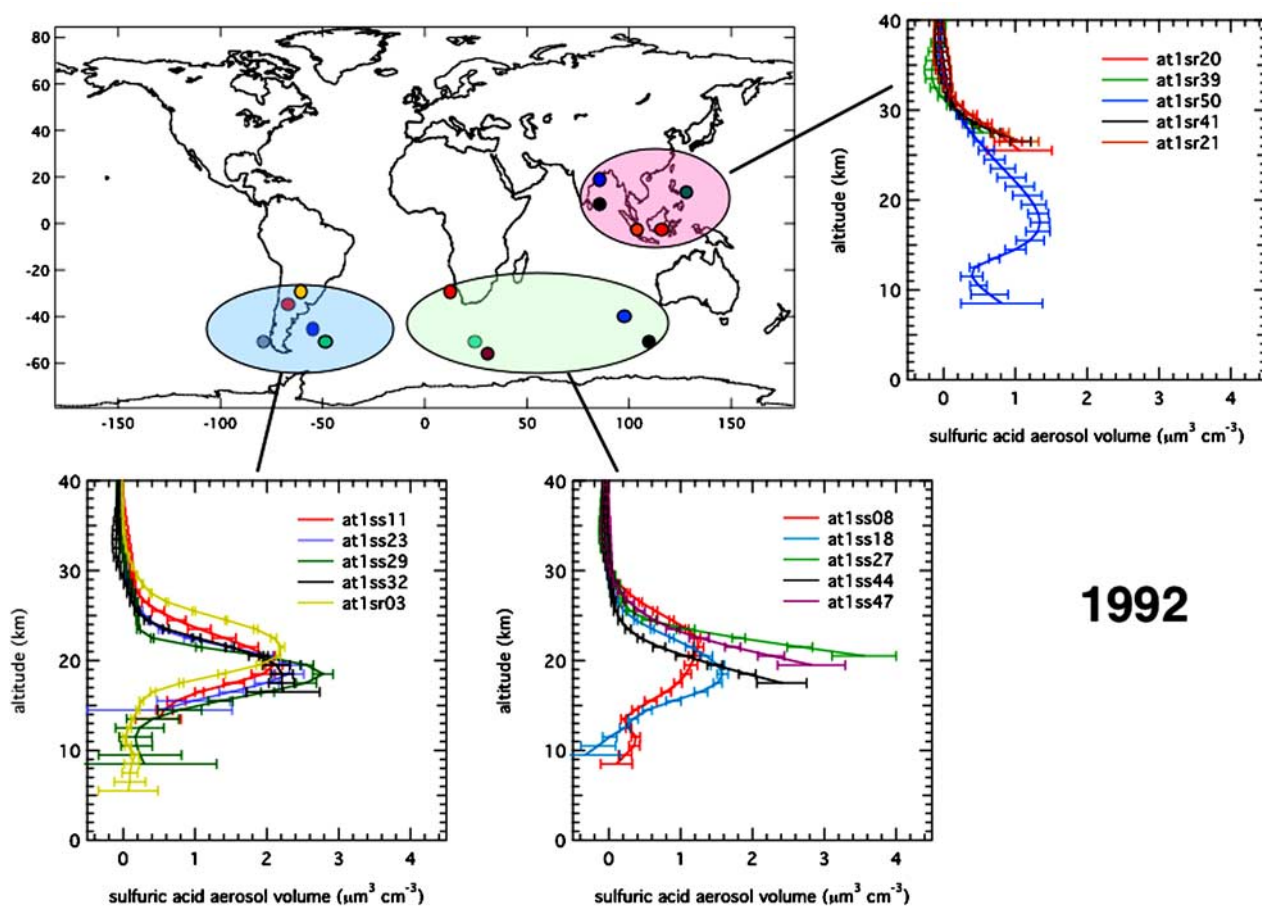 80
60
40
20
0
-20
-40
-60
-150 -100 -50 0 50 100 150
40
30
20
10
0
altitude (km)
at1sr20
at1sr39
at1sr50
at1sr41
at1sr21
0 1 2 3 4
sulfuric acid aerosol volume (μm³ cm⁻³)
40
30
20
10
0
altitude (km)
at1ss11
at1ss23
at1ss29
at1ss32
at1sr03
0 1 2 3 4
sulfuric acid aerosol volume (μm³ cm⁻³)
40
30
20
10
0
altitude (km)
at1ss08
at1ss18
at1ss27
at1ss44
at1ss47
0 1 2 3 4
sulfuric acid aerosol volume (μm³ cm⁻³)
1992